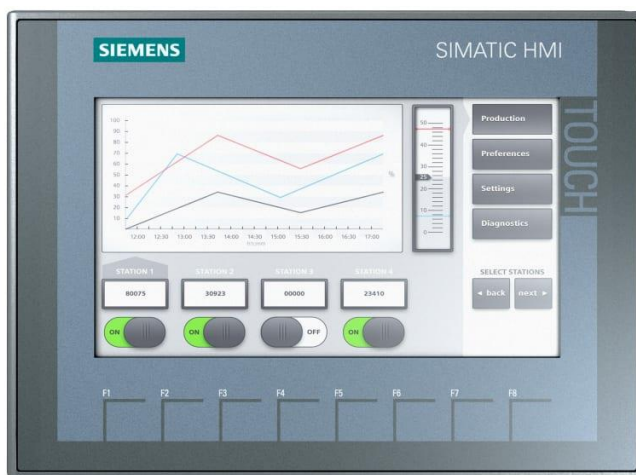 SIEMENS
SIMATIC HMI
TOUCH
100
90
80
70
60
50
40
30
20
10
%
12:00 12:30 13:00 13:30 13:50 14:00 15:00 15:30 16:00 16:30 17:00
50
40
30
25
20
10
0
Production
Preferences
Settings
Diagnostics
SELECT STATIONS
◄ back next ►
STATION 1 STATION 2 STATION 3 STATION 4
80075 30923 00000 23410
ON ON OFF ON
F1 F2 F3 F4 F5 F6 F7 F8